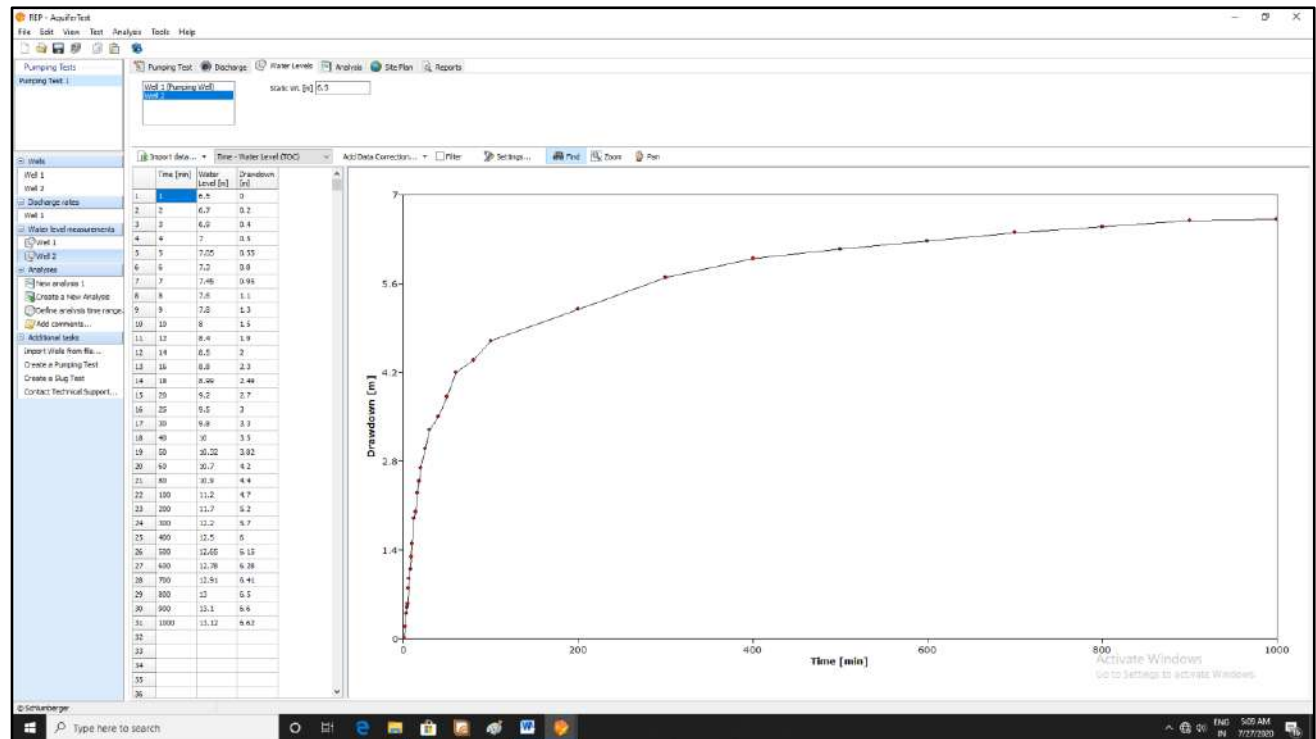 REP - AquiferTest
File Edit View Test Analysis Tools Help
Pumping Tests
Pumping Test 1
Pumping Test Discharge Water Levels Analysis Site Plan Reports
Well 1 (Pumping Well)
Well 2
Static WL [m] 6.5
Import data... Time - Water Level (TOC) Add Data Correction... Filter Settings... Find Zoom Pan
Wells
Well 1
Well 2
Discharge rates
Well 1
Water level measurements
Well 1
Well 2
Analyses
New analysis 1
Create a New Analysis
Define analysis time range.
Add comments...
Additional tasks
Import Wells from file...
Create a Pumping Test
Create a Slug Test
Contact Technical Support...
Time [min] Water Level [m] Drawdown [m]
1 1 6.5 0
2 2 6.7 0.2
3 3 6.9 0.4
4 4 7 0.5
5 5 7.05 0.55
6 6 7.3 0.8
7 7 7.45 0.95
8 8 7.6 1.1
9 9 7.8 1.3
10 10 8 1.5
11 12 8.4 1.9
12 14 8.5 2
13 16 8.8 2.3
14 18 8.99 2.49
15 20 9.2 2.7
16 25 9.5 3
17 30 9.8 3.3
18 40 10 3.5
19 50 10.32 3.82
20 60 10.7 4.2
21 80 10.9 4.4
22 100 11.2 4.7
23 200 11.7 5.2
24 300 12.2 5.7
25 400 12.5 6
26 500 12.65 6.15
27 600 12.78 6.28
28 700 12.91 6.41
29 800 13 6.5
30 900 13.1 6.6
31 1000 13.12 6.62
32
33
34
35
36
7
5.6
4.2
2.8
1.4
0
Drawdown [m]
0 200 400 600 800 1000
Time [min]
Activate Windows
Go to Settings to activate Windows.
© Schlumberger
Type here to search
ENG 5:05 AM
IN 7/27/2020